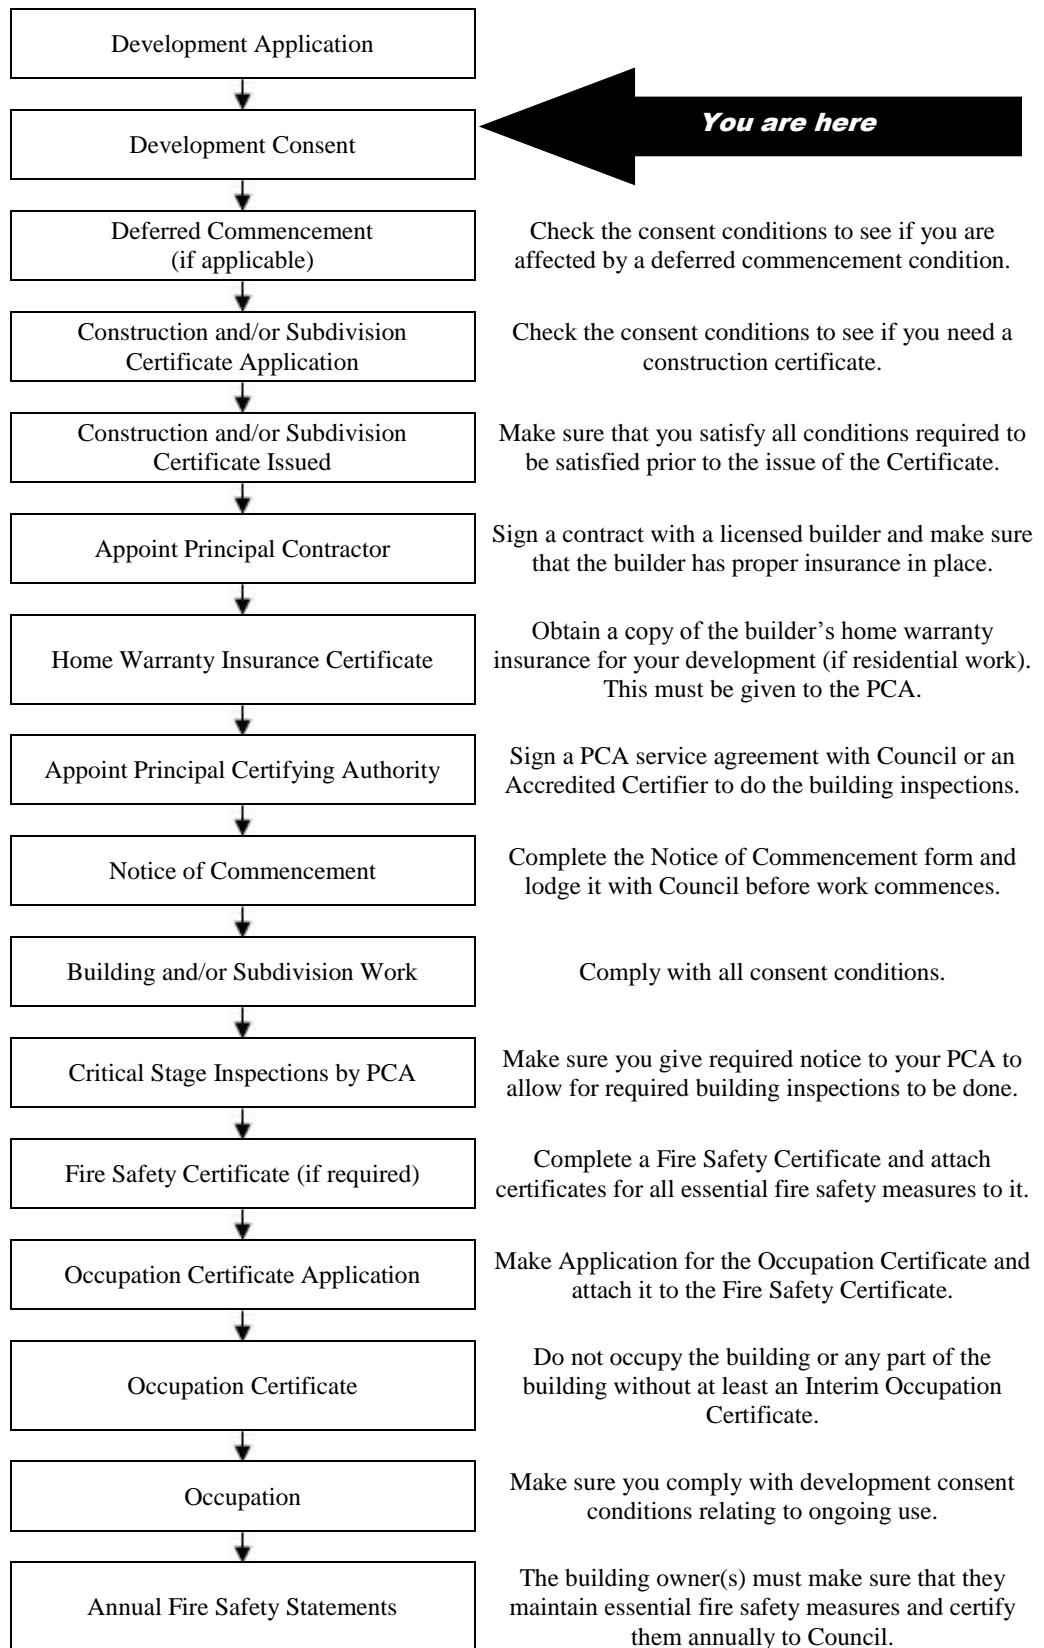 Development Application
You are here
Development Consent
Deferred Commencement
(if applicable)
Check the consent conditions to see if you are
affected by a deferred commencement condition.
Construction and/or Subdivision
Certificate Application
Check the consent conditions to see if you need a
construction certificate.
Construction and/or Subdivision
Certificate Issued
Make sure that you satisfy all conditions required to
be satisfied prior to the issue of the Certificate.
Appoint Principal Contractor
Sign a contract with a licensed builder and make sure
that the builder has proper insurance in place.
Home Warranty Insurance Certificate
Obtain a copy of the builder’s home warranty
insurance for your development (if residential work).
This must be given to the PCA.
Appoint Principal Certifying Authority
Sign a PCA service agreement with Council or an
Accredited Certifier to do the building inspections.
Notice of Commencement
Complete the Notice of Commencement form and
lodge it with Council before work commences.
Building and/or Subdivision Work
Comply with all consent conditions.
Critical Stage Inspections by PCA
Make sure you give required notice to your PCA to
allow for required building inspections to be done.
Fire Safety Certificate (if required)
Complete a Fire Safety Certificate and attach
certificates for all essential fire safety measures to it.
Occupation Certificate Application
Make Application for the Occupation Certificate and
attach it to the Fire Safety Certificate.
Occupation Certificate
Do not occupy the building or any part of the
building without at least an Interim Occupation
Certificate.
Occupation
Make sure you comply with development consent
conditions relating to ongoing use.
Annual Fire Safety Statements
The building owner(s) must make sure that they
maintain essential fire safety measures and certify
them annually to Council.